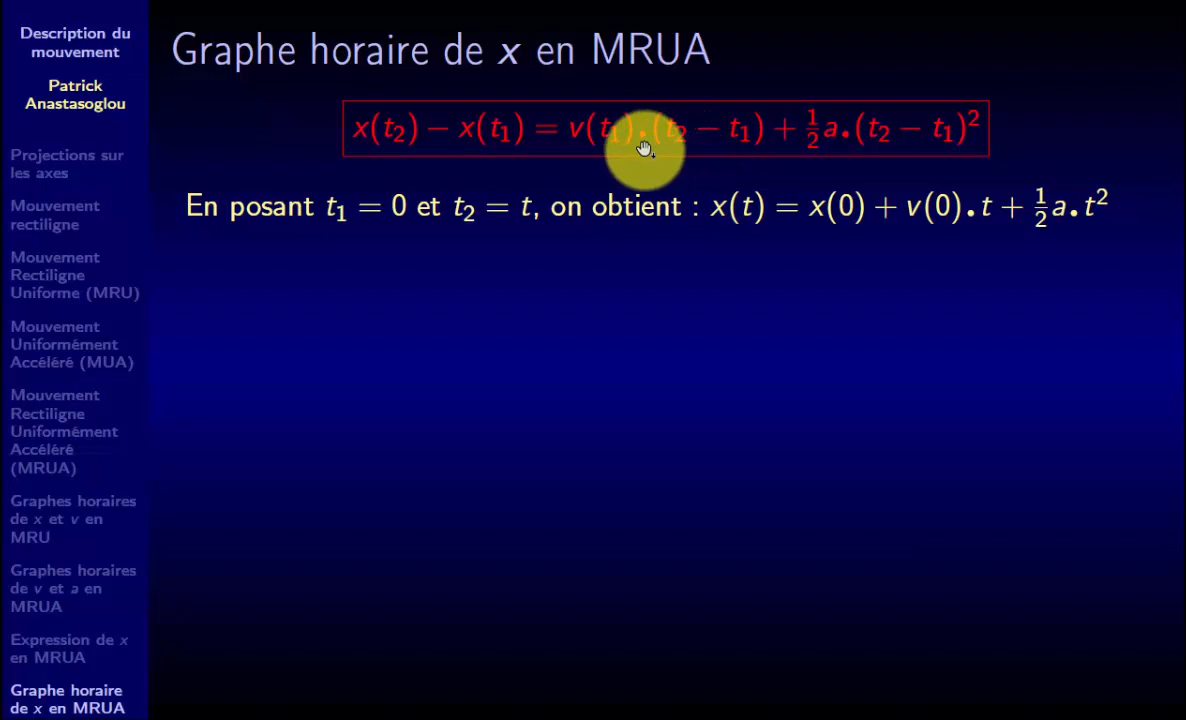 Description du
mouvement
Patrick
Anastasoglou
Projections sur
les axes
Mouvement
rectiligne
Mouvement
Rectiligne
Uniforme (MRU)
Mouvement
Uniformément
Accéléré (MUA)
Mouvement
Rectiligne
Uniformément
Accéléré
(MRUA)
Graphes horaires
de x et v en
MRU
Graphes horaires
de v et a en
MRUA
Expression de x
en MRUA
Graphe horaire
de x en MRUA
Graphe horaire de x en MRUA
x(t₂) − x(t₁) = v(t₁).(t₂ − t₁) + ½a.(t₂ − t₁)²
En posant t₁ = 0 et t₂ = t, on obtient : x(t) = x(0) + v(0).t + ½a.t²